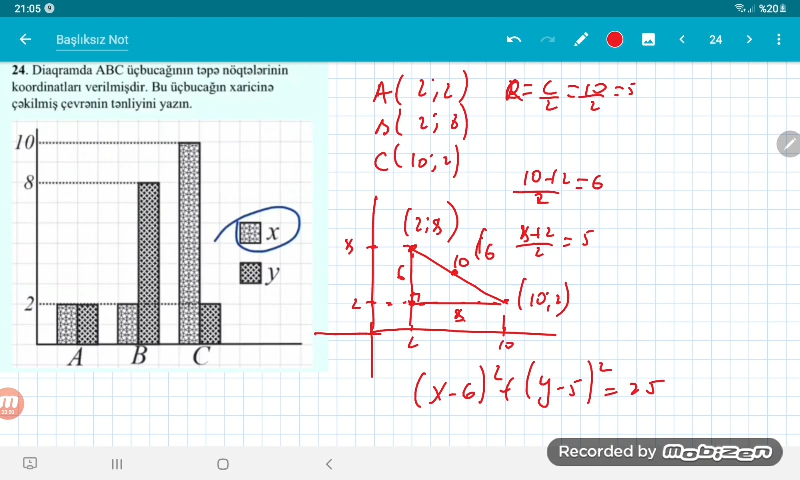 21:05
%20
Başlıksız Not
24
24. Diaqramda ABC üçbucağının təpə nöqtələrinin
koordinatları verilmişdir. Bu üçbucağın xaricinə
çəkilmiş çevrənin tənliyini yazın.
10
8
2
A B C
x
y
A(2;2)
B(2;8)
C(10;2)
R=c/2=10/2=5
10+2/2=6
8+2/2=5
(2;8)
8
6
10
(6
2
8
(10;2)
2
10
(x-6)²+(y-5)²=25
Recorded by mobizen